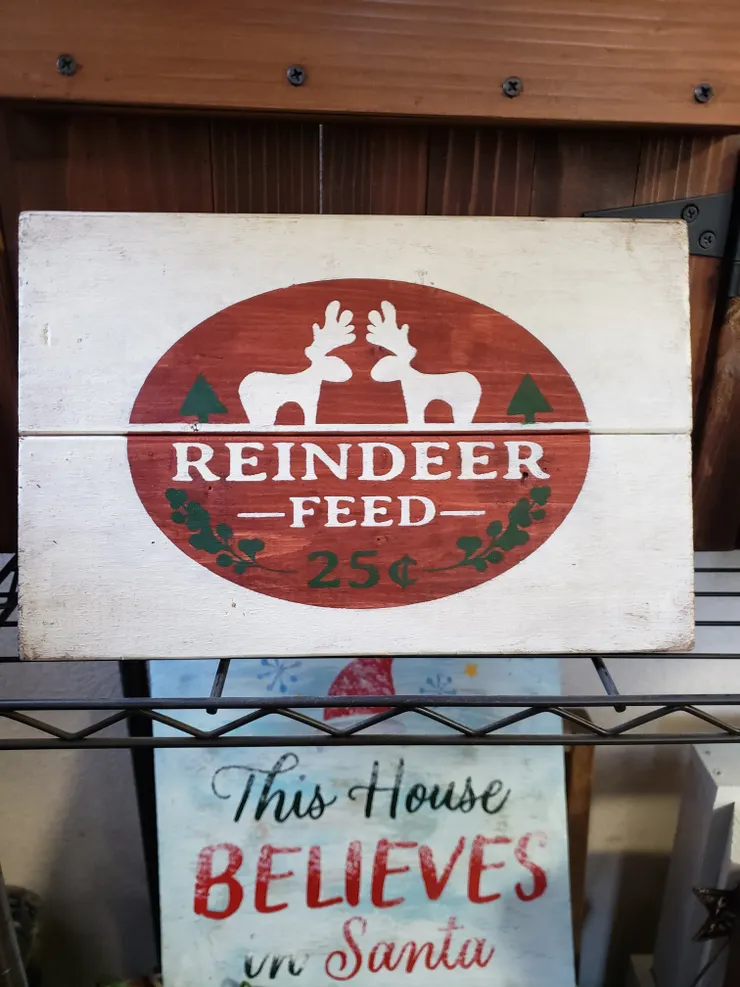 REINDEER
–FEED–
25¢
This House
BELIEVES
in Santa